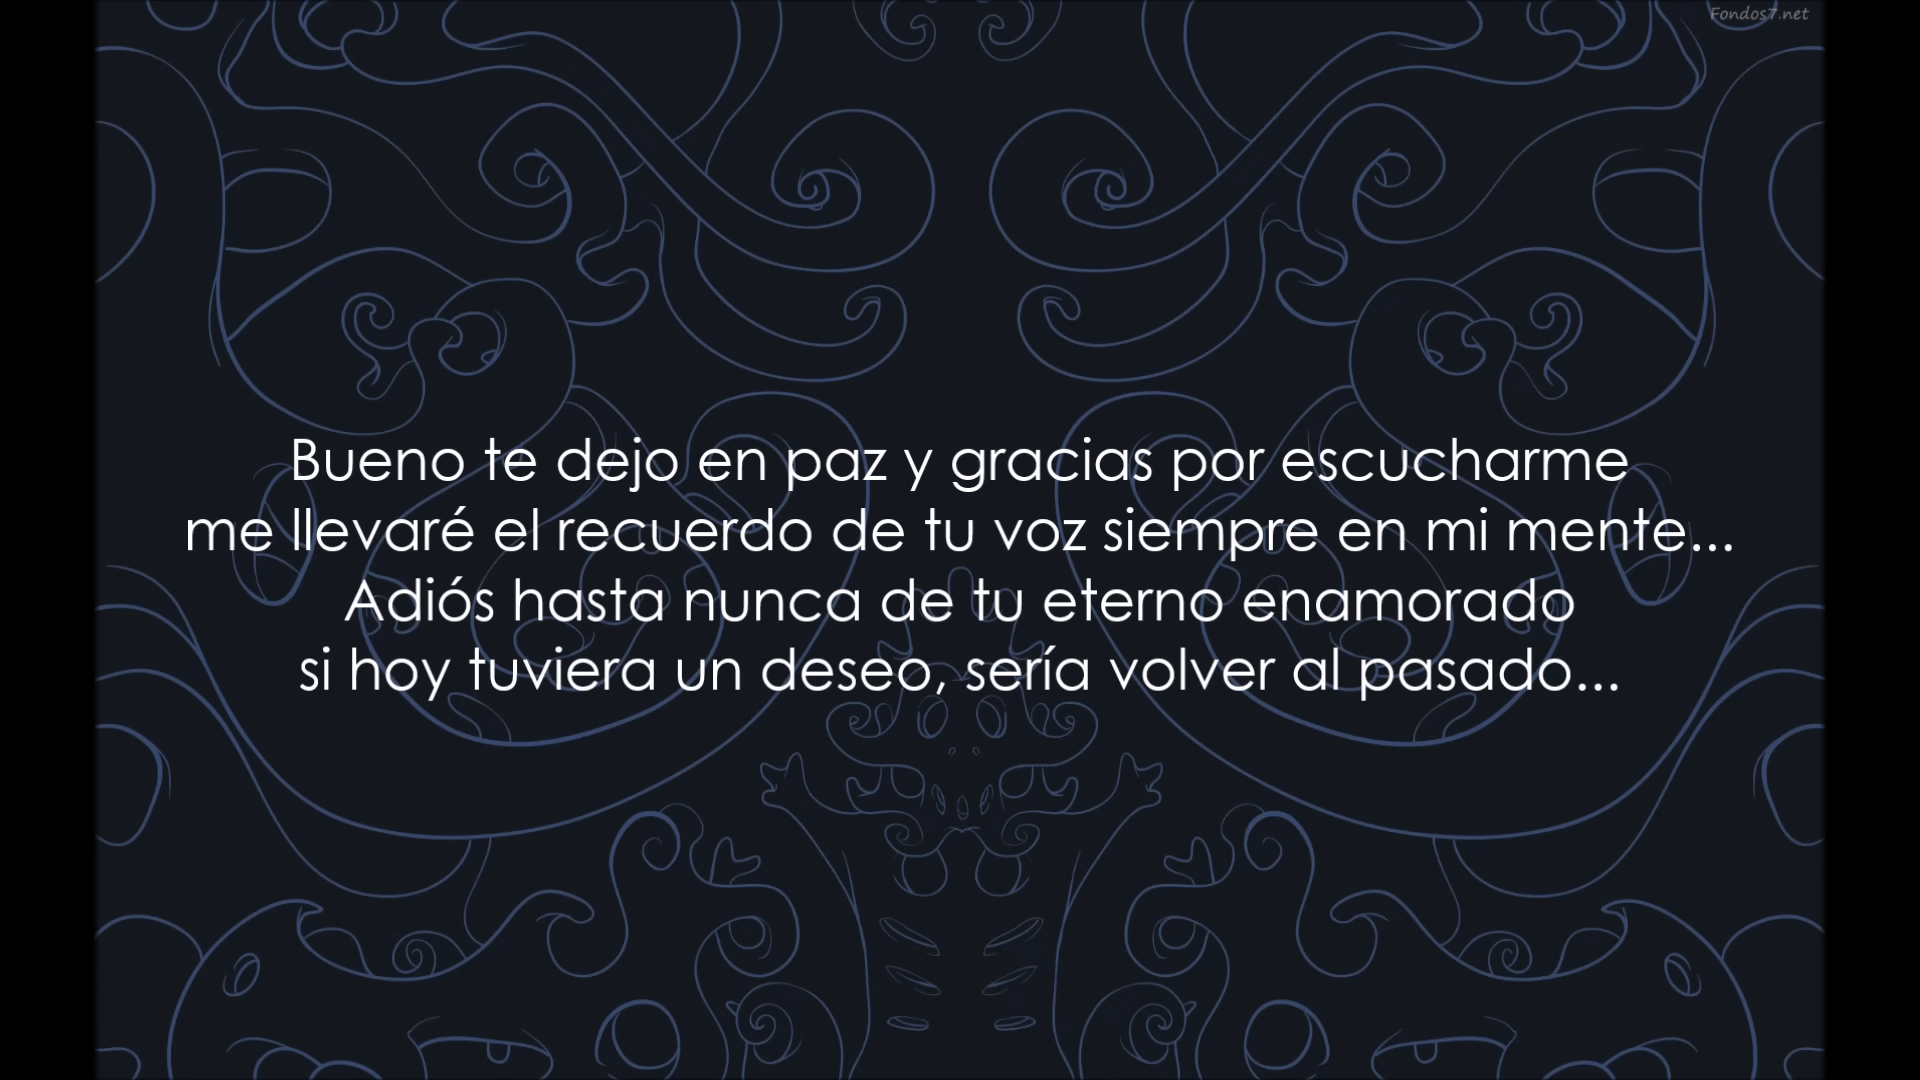 Fondos7.net
Bueno te dejo en paz y gracias por escucharme
me llevaré el recuerdo de tu voz siempre en mi mente...
Adiós hasta nunca de tu eterno enamorado
si hoy tuviera un deseo, sería volver al pasado...